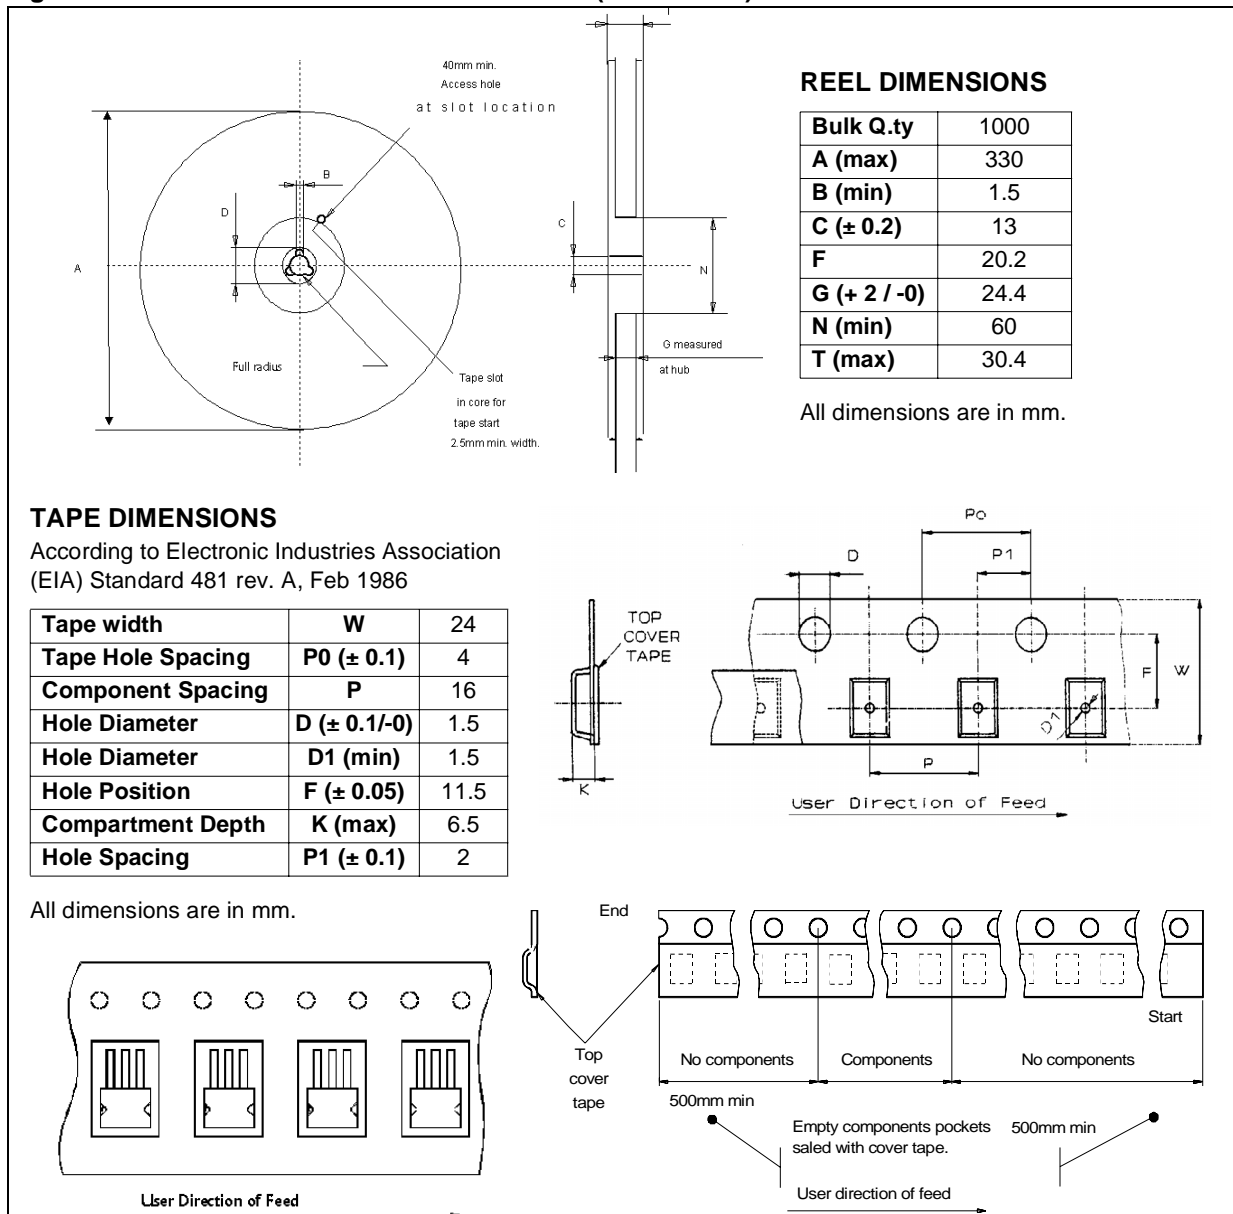 40mm min.
Access hole
at slot location
B
D
A
C
N
G measured
at hub
Full radius
Tape slot
in core for
tape start
2.5mm min. width.
REEL DIMENSIONS
Bulk Q.ty 1000
A (max) 330
B (min) 1.5
C (± 0.2) 13
F 20.2
G (+ 2 / -0) 24.4
N (min) 60
T (max) 30.4
All dimensions are in mm.
TAPE DIMENSIONS
According to Electronic Industries Association
(EIA) Standard 481 rev. A, Feb 1986
Tape width W 24
Tape Hole Spacing P0 (± 0.1) 4
Component Spacing P 16
Hole Diameter D (± 0.1/-0) 1.5
Hole Diameter D1 (min) 1.5
Hole Position F (± 0.05) 11.5
Compartment Depth K (max) 6.5
Hole Spacing P1 (± 0.1) 2
All dimensions are in mm.
Po
D
P1
TOP
COVER
TAPE
F
W
D1
K
P
User Direction of Feed
End
Start
Top
cover
tape
No components
Components
No components
500mm min
Empty components pockets
saled with cover tape.
500mm min
User direction of feed
User Direction of Feed